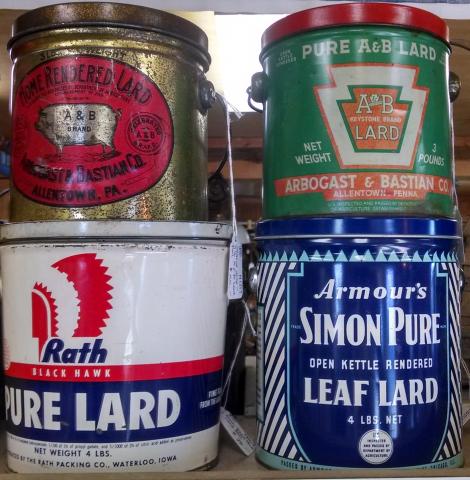 HOME RENDERED LARD
A & B
BRAND
ARBOGAST & BASTIAN CO.
ALLENTOWN, PA.
PURE A&B LARD
A&B
KEYSTONE BRAND
LARD
NET
WEIGHT
3
POUNDS
ARBOGAST & BASTIAN CO
ALLENTOWN, PENNA.
Rath
BLACK HAWK
PURE LARD
NET WEIGHT 4 LBS.
BY THE RATH PACKING CO., WATERLOO, IOWA
Armour's
SIMON PURE
OPEN KETTLE RENDERED
LEAF LARD
4 LBS. NET